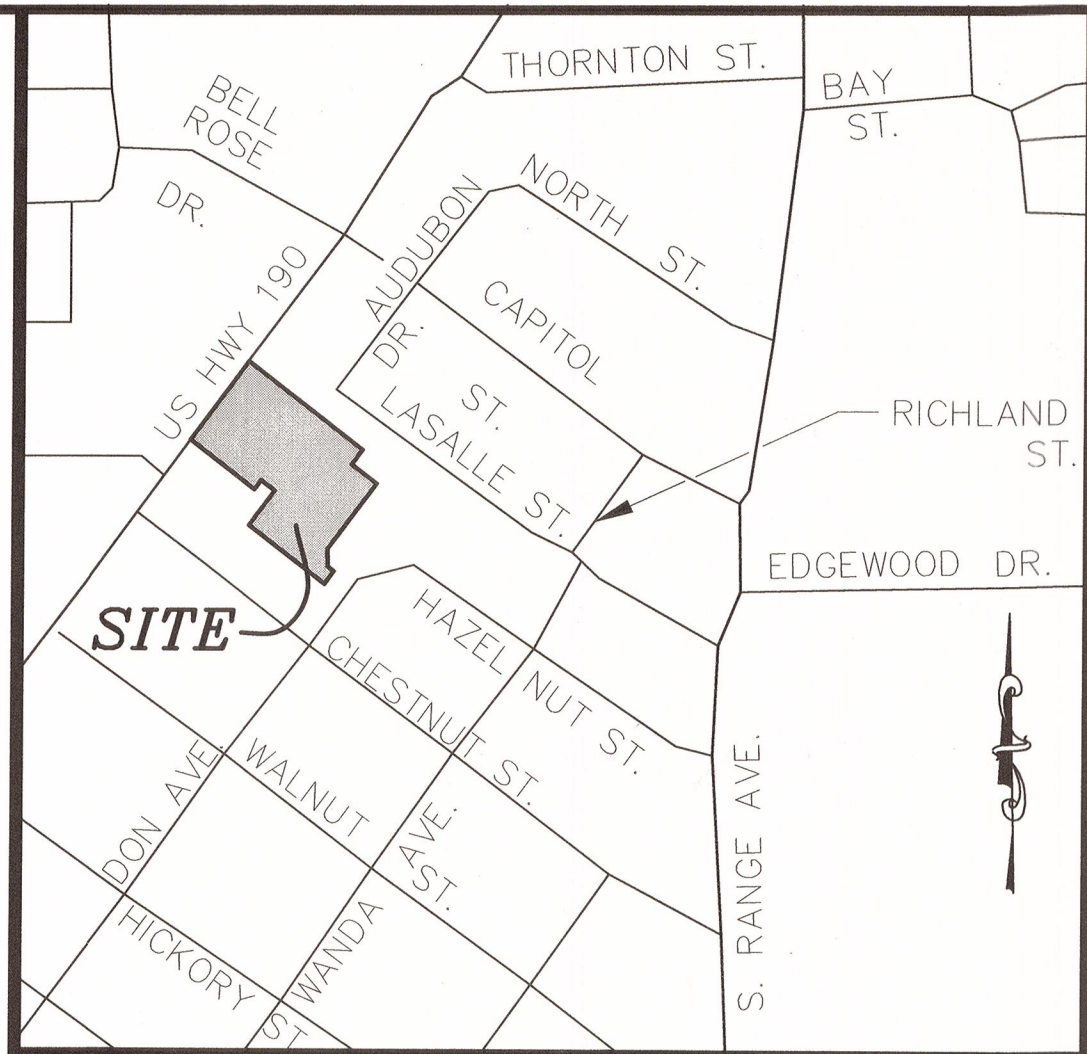 THORNTON ST.
BAY
ST.
BELL
ROSE
DR.
NORTH ST.
AUDUBON
DR.
US HWY 190
CAPITOL
ST.
LASALLE ST.
RICHLAND
ST.
EDGEWOOD DR.
SITE
HAZEL NUT ST.
CHESTNUT ST.
WALNUT
ST.
DON AVE.
WANDA AVE.
HICKORY
ST.
S. RANGE AVE.